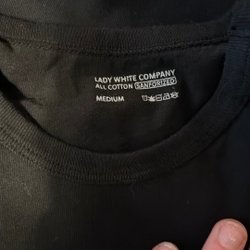 LADY WHITE COMPANY
ALL COTTON SANFORIZED
MEDIUM